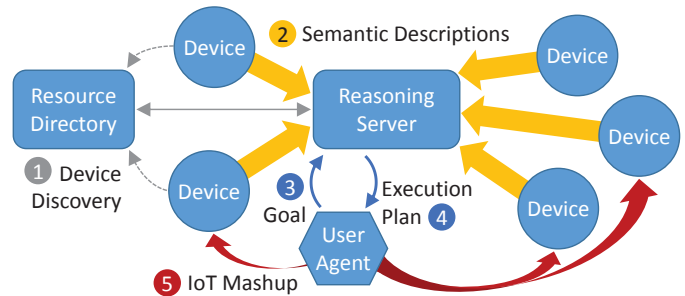 Device
2 Semantic Descriptions
Device
Resource
Directory
Reasoning
Server
Device
1 Device
Discovery
Device
3
Goal
Execution
Plan 4
Device
User
Agent
5 IoT Mashup